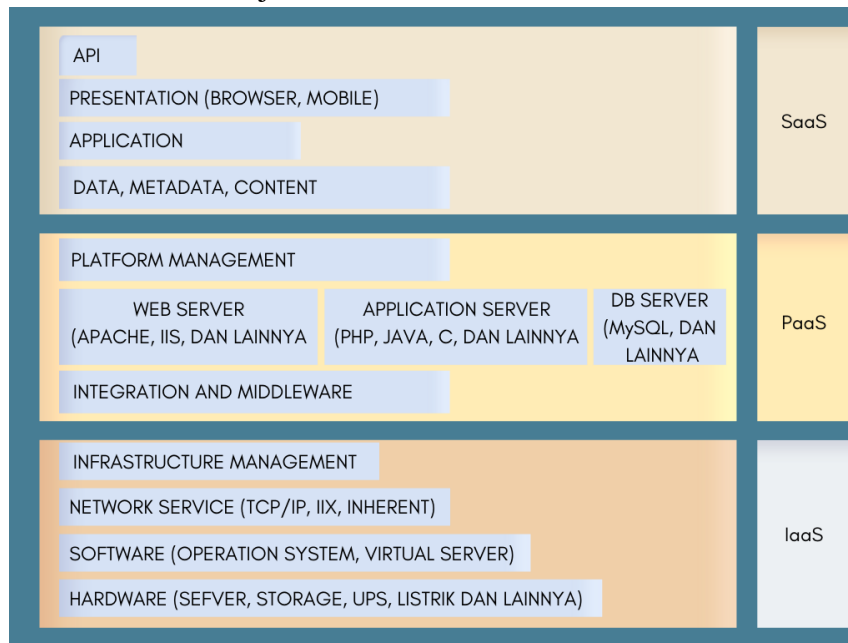 API
PRESENTATION (BROWSER, MOBILE)
APPLICATION
DATA, METADATA, CONTENT
SaaS
PLATFORM MANAGEMENT
WEB SERVER
(APACHE, IIS, DAN LAINNYA
APPLICATION SERVER
(PHP, JAVA, C, DAN LAINNYA
DB SERVER
(MySQL, DAN
LAINNYA
INTEGRATION AND MIDDLEWARE
PaaS
INFRASTRUCTURE MANAGEMENT
NETWORK SERVICE (TCP/IP, IIX, INHERENT)
SOFTWARE (OPERATION SYSTEM, VIRTUAL SERVER)
HARDWARE (SEFVER, STORAGE, UPS, LISTRIK DAN LAINNYA)
IaaS